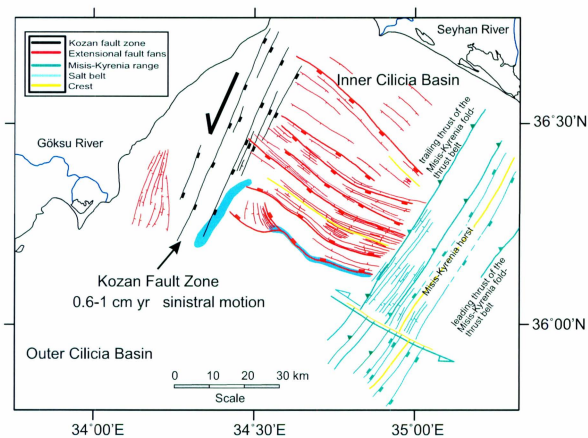 Kozan fault zone
Extensional fault fans
Misis-Kyrenia range
Salt belt
Crest
Seyhan River
Inner Cilicia Basin
Göksu River
trailing thrust of the
Misis-Kyrenia fold-
thrust belt
Misis-Kyrenia horst
leading thrust of the
Misis-Kyrenia fold-
thrust belt
Kozan Fault Zone
0.6-1 cm yr sinistral motion
Outer Cilicia Basin
0 10 20 30 km
Scale
36°30'N
36°00'N
34°00'E
34°30'E
35°00'E